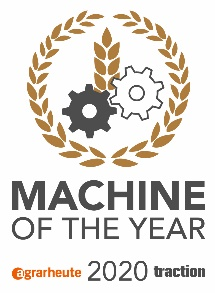 MACHINE
OF THE YEAR
agrarheute 2020 traction